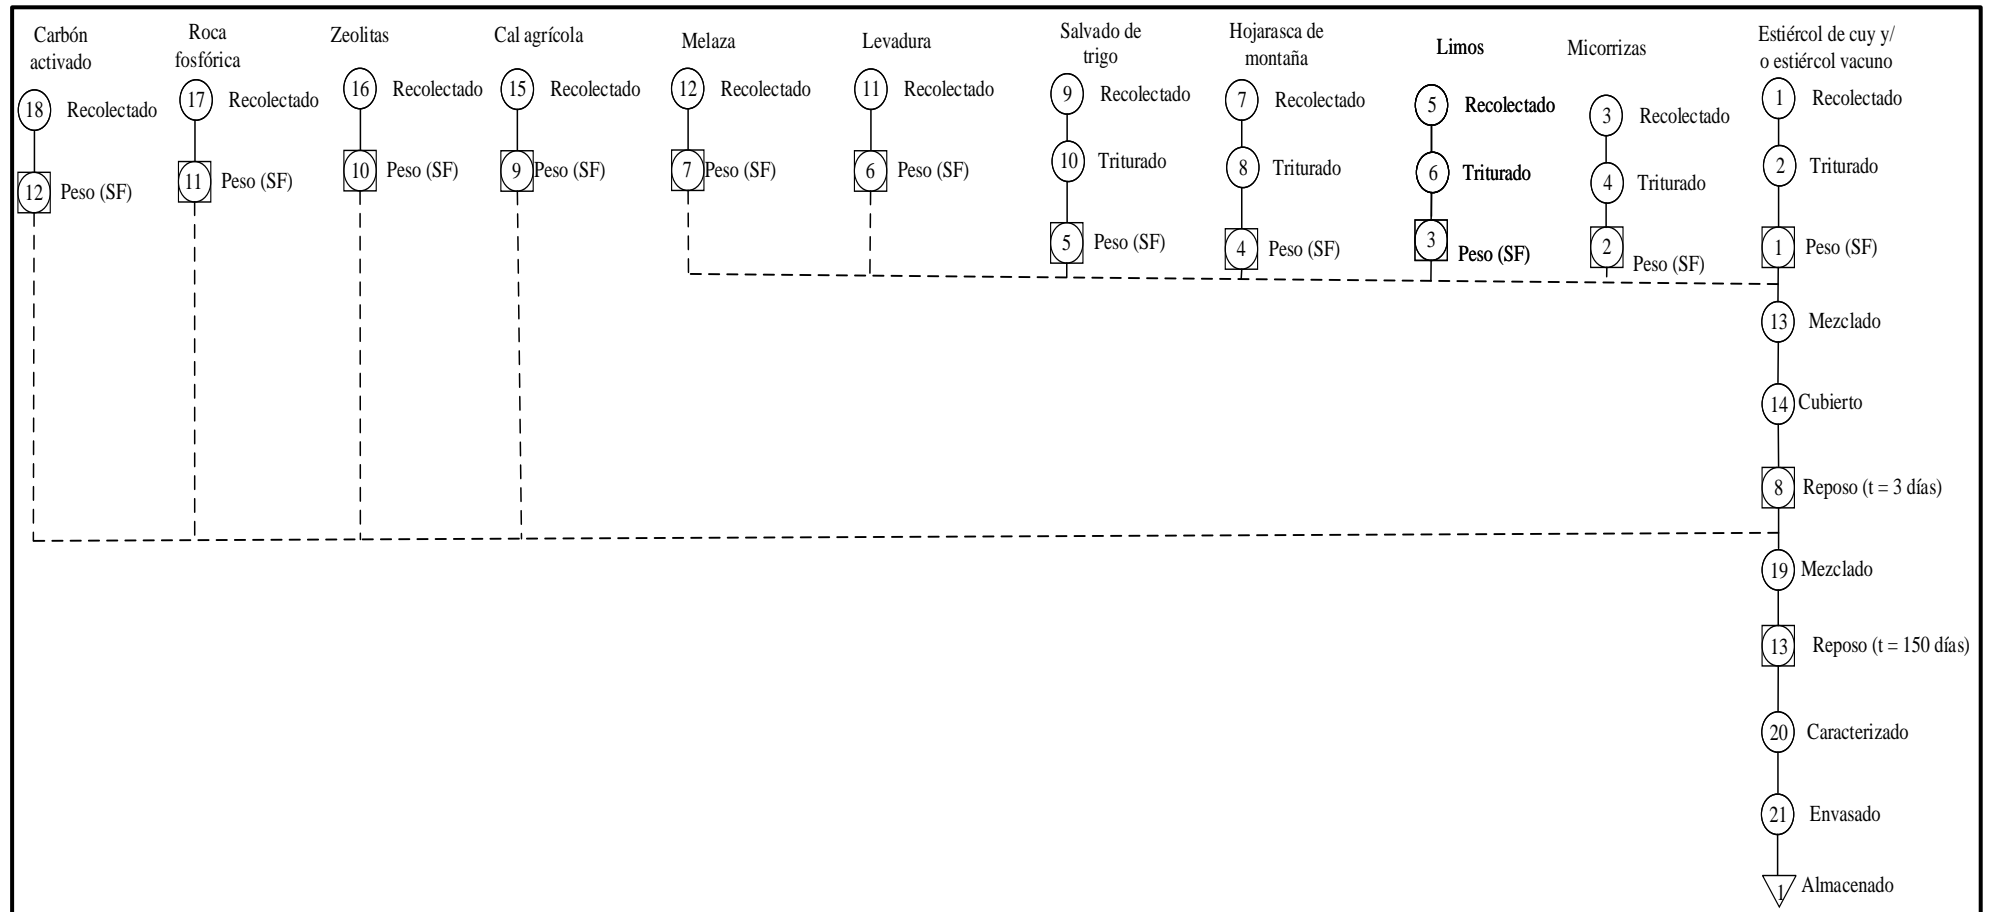 Carbón
activado
18 Recolectado
12 Peso (SF)
Roca
fosfórica
17 Recolectado
11 Peso (SF)
Zeolitas
16 Recolectado
10 Peso (SF)
Cal agrícola
15 Recolectado
9 Peso (SF)
Melaza
12 Recolectado
7 Peso (SF)
Levadura
11 Recolectado
6 Peso (SF)
Salvado de
trigo
9 Recolectado
10 Triturado
5 Peso (SF)
Hojarasca de
montaña
7 Recolectado
8 Triturado
4 Peso (SF)
Limos
5 Recolectado
6 Triturado
3 Peso (SF)
Micorrizas
3 Recolectado
4 Triturado
2 Peso (SF)
Estiércol de cuy y/
o estiércol vacuno
1 Recolectado
2 Triturado
1 Peso (SF)
13 Mezclado
14 Cubierto
8 Reposo (t = 3 días)
19 Mezclado
13 Reposo (t = 150 días)
20 Caracterizado
21 Envasado
1 Almacenado